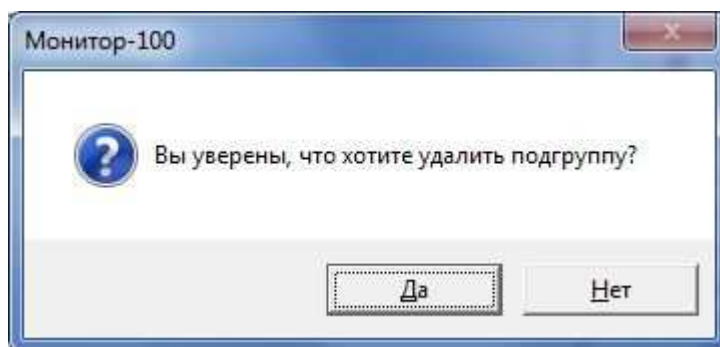 Монитор-100
Вы уверены, что хотите удалить подгруппу?
Да
Нет